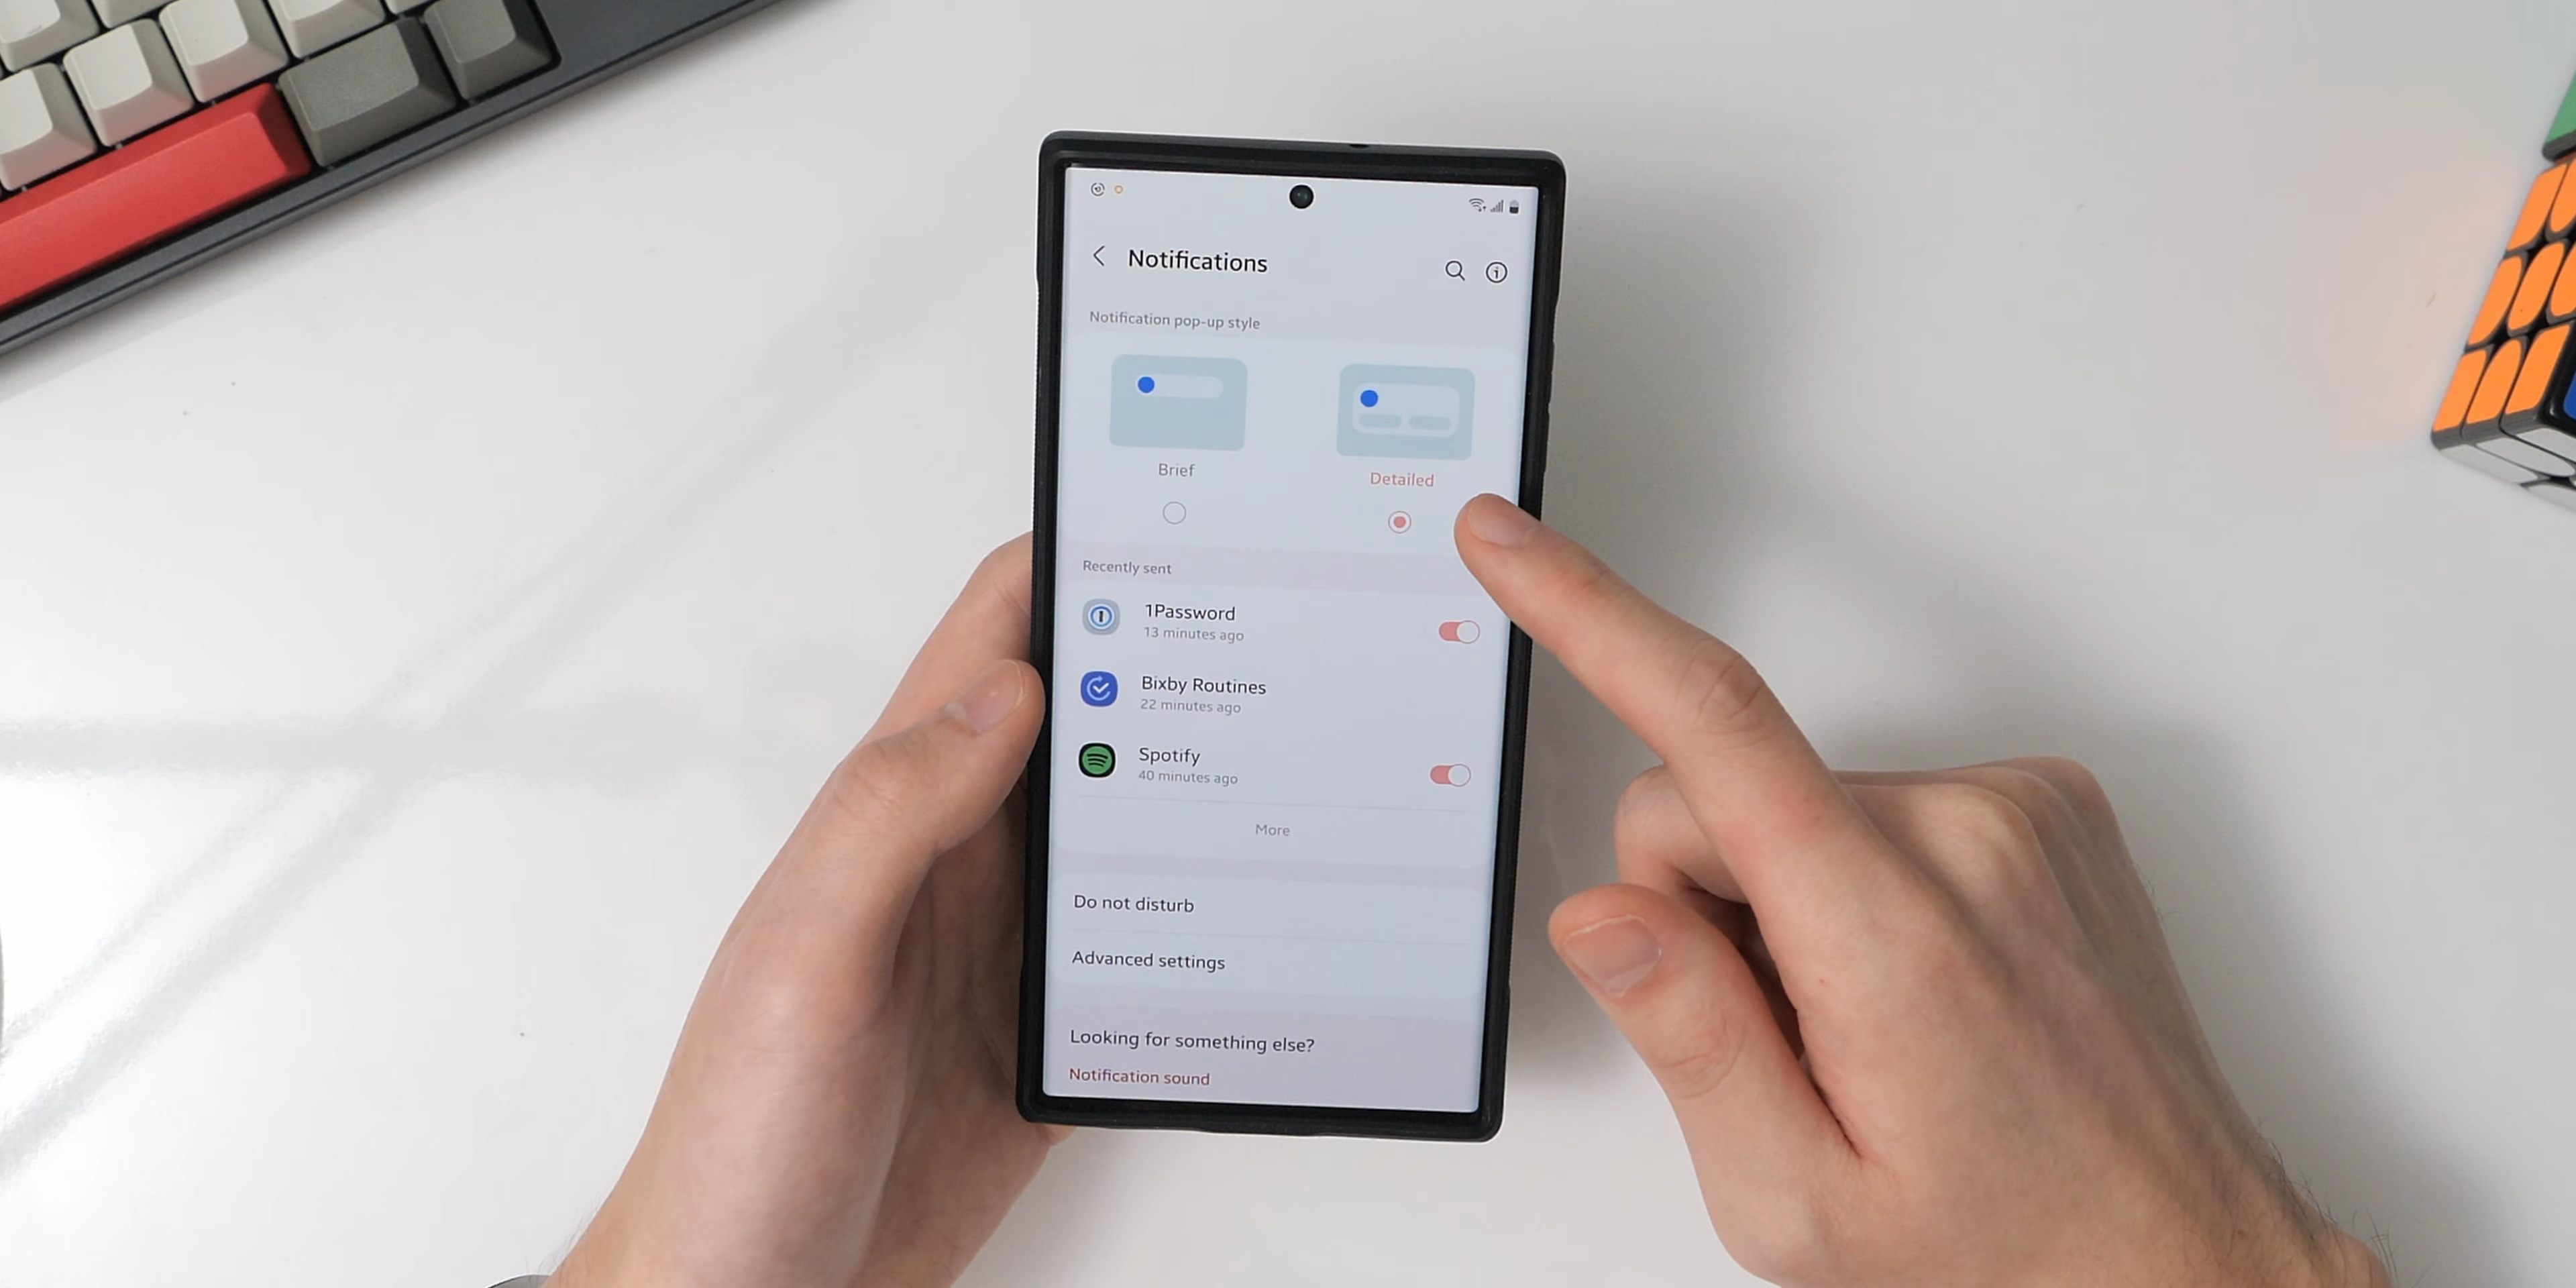 Notifications
Notification pop-up style
Brief
Detailed
Recently sent
1Password
13 minutes ago
Bixby Routines
22 minutes ago
Spotify
40 minutes ago
More
Do not disturb
Advanced settings
Looking for something else?
Notification sound